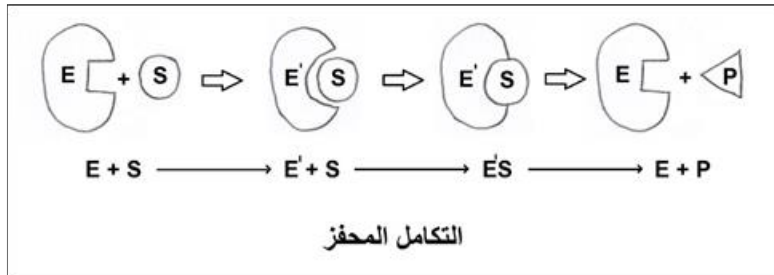 E + S E' S E' S E + P
E + S → E' + S → E'S → E + P
التكامل المحفز